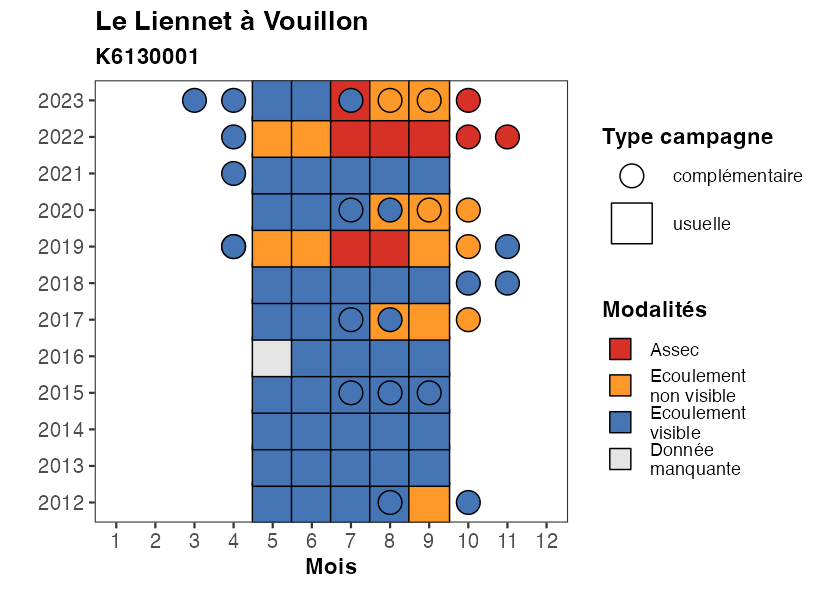 Le Liennet à Vouillon
K6130001
2023
2022
2021
2020
2019
2018
2017
2016
2015
2014
2013
2012
1 2 3 4 5 6 7 8 9 10 11 12
Mois
Type campagne
complémentaire
usuelle
Modalités
Assec
Ecoulement
non visible
Ecoulement
visible
Donnée
manquante